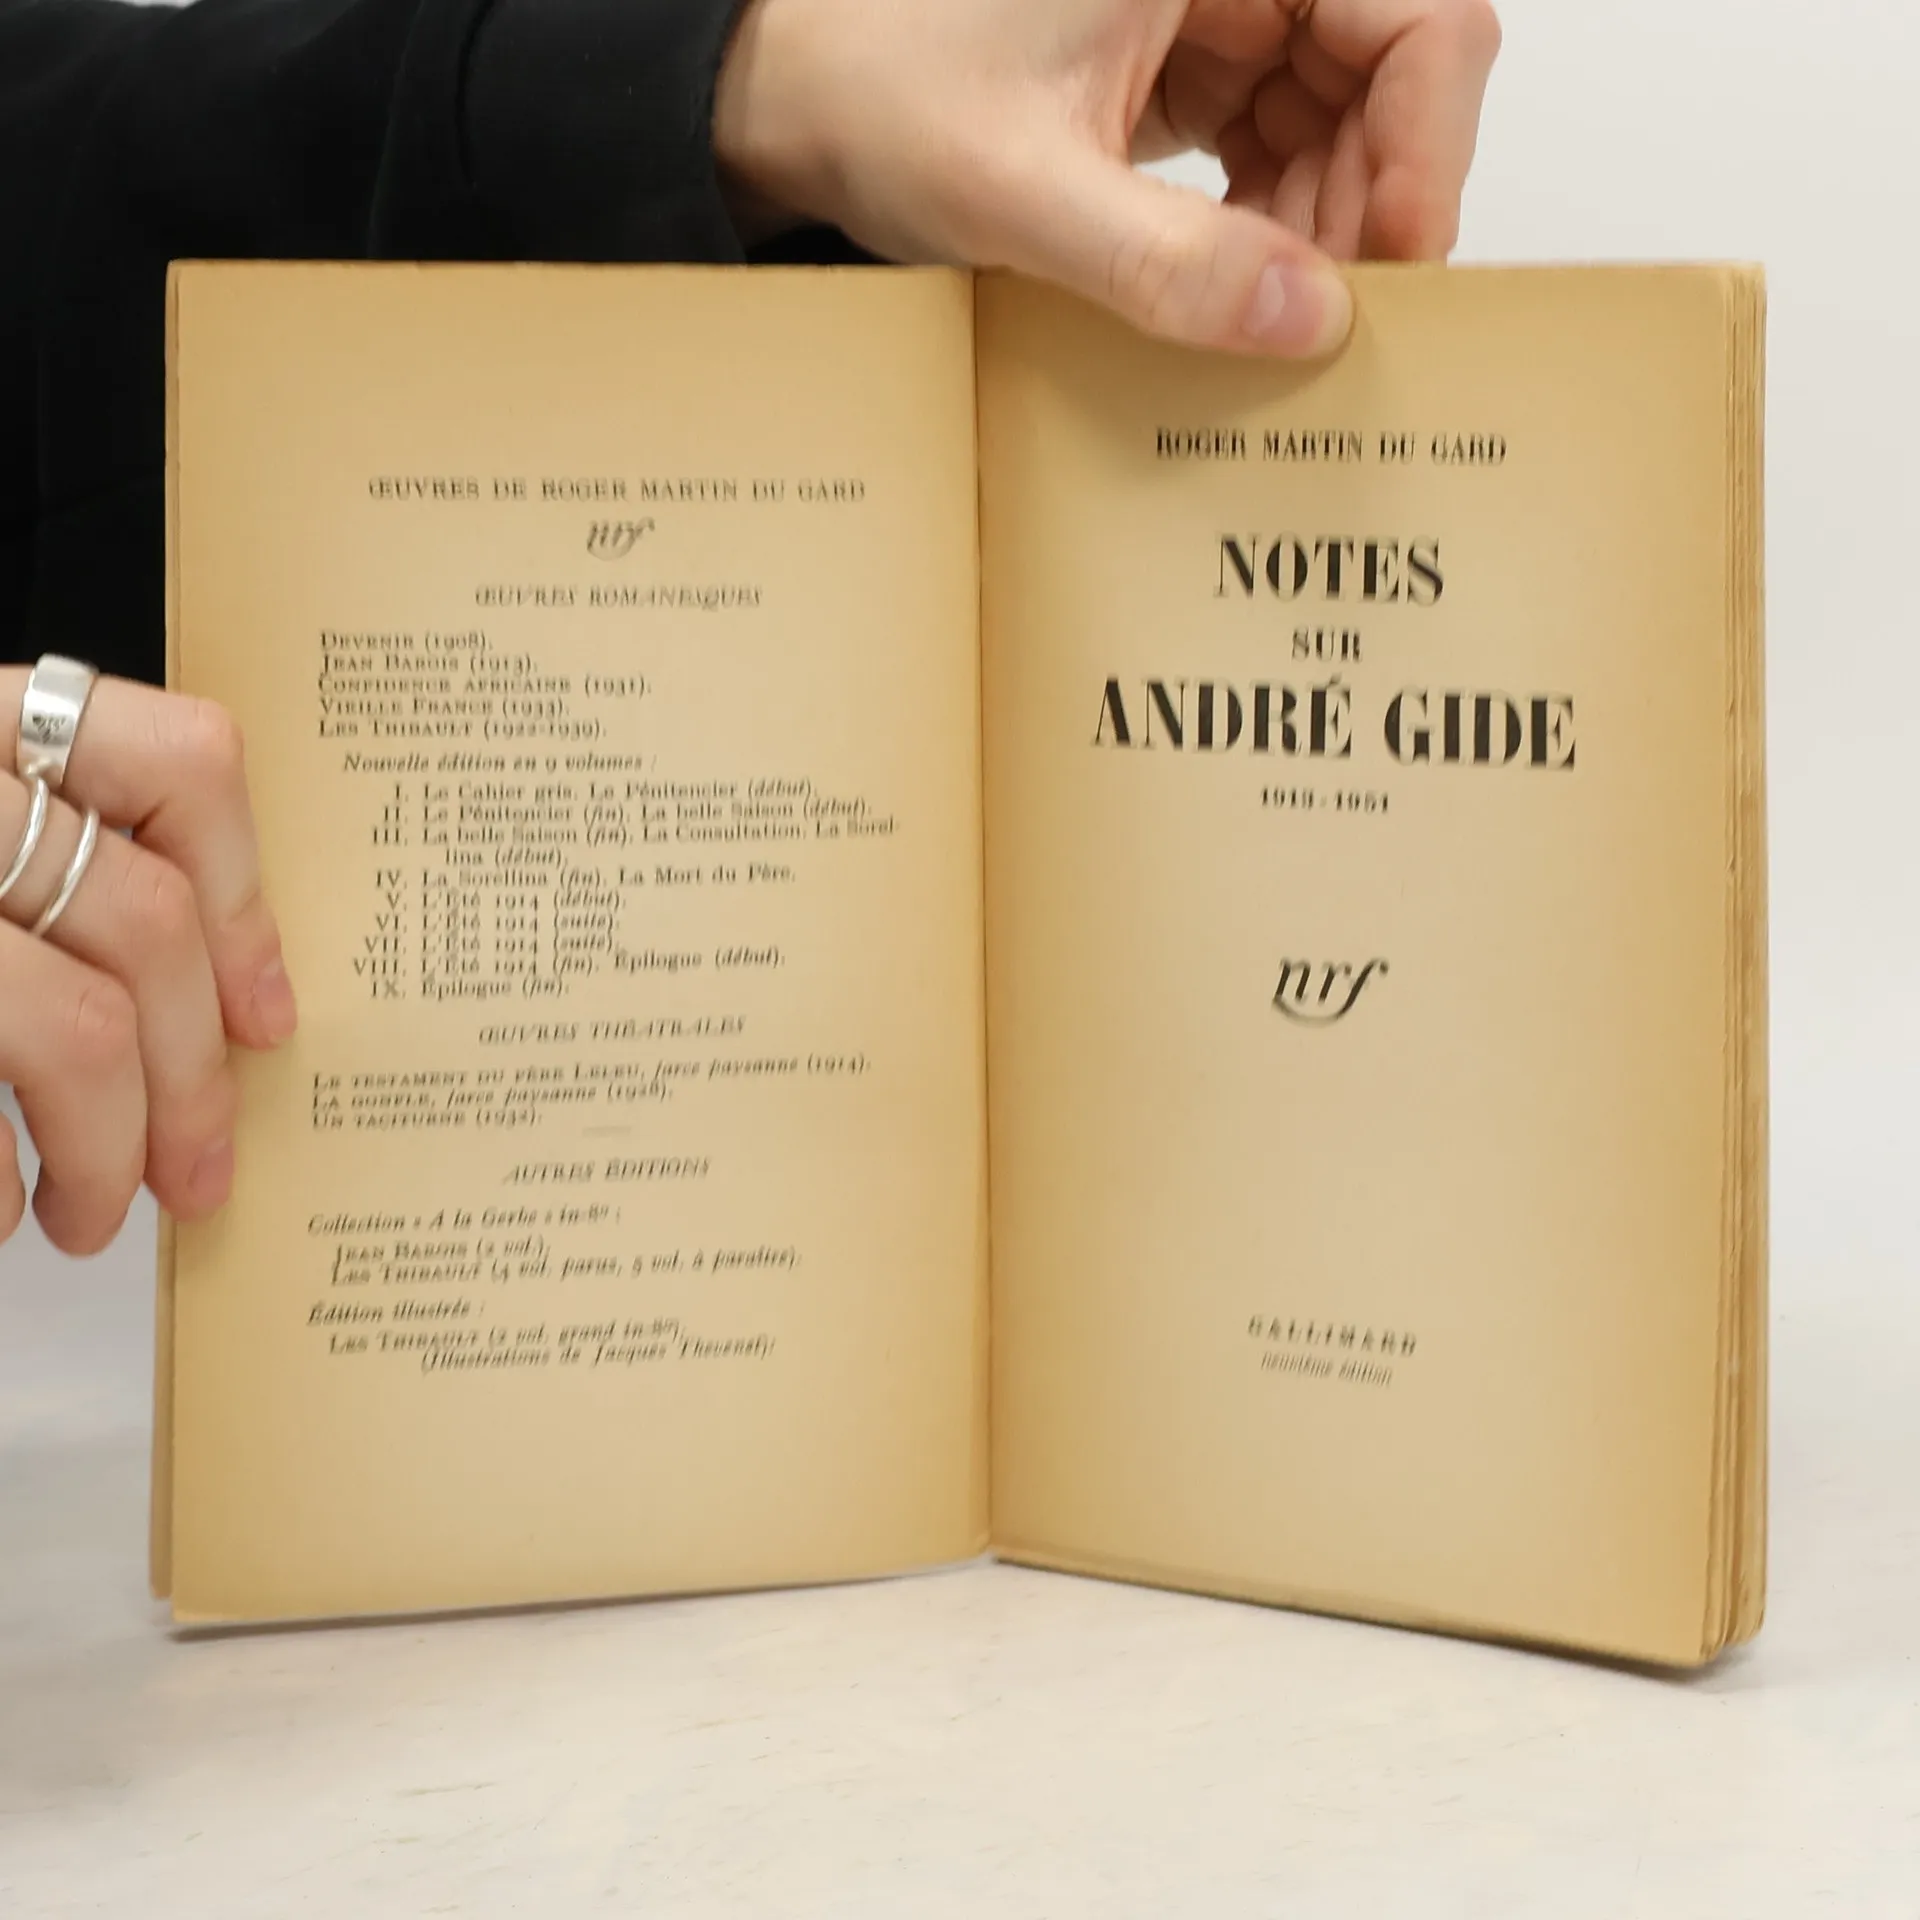 ŒUVRES DE ROGER MARTIN DU GARD
nrf
ŒUVRES ROMANESQUES
DEVENIR (1908).
JEAN BAROIS (1913).
CONFIDENCE AFRICAINE (1931).
VIEILLE FRANCE (1933).
LES THIBAULT (1922-1939).
Nouvelle édition en 9 volumes :
I. Le Cahier gris. Le Pénitencier (début).
II. Le Pénitencier (fin). La belle Saison (début).
III. La belle Saison (fin). La Consultation. La Sorel-
lina (début).
IV. La Sorellina (fin). La Mort du Père.
V. L'Été 1914 (début).
VI. L'Été 1914 (suite).
VII. L'Été 1914 (suite).
VIII. L'Été 1914 (fin). Épilogue (début).
IX. Épilogue (fin).
ŒUVRES THÉATRALES
LE TESTAMENT DU PÈRE LELEU, farce paysanne (1914).
LA GONFLE, farce paysanne (1928).
UN TACITURNE (1932).
AUTRES ÉDITIONS
Collection « A la Gerbe » in-8º :
JEAN BAROIS (2 vol.).
LES THIBAULT (4 vol. parus, 5 vol. à paraître).
Édition illustrée :
LES THIBAULT (2 vol. grand in-8º).
(Illustrations de Jacques Thevenet).
ROGER MARTIN DU GARD
NOTES
SUR
ANDRÉ GIDE
1913-1951
nrf
GALLIMARD
édition